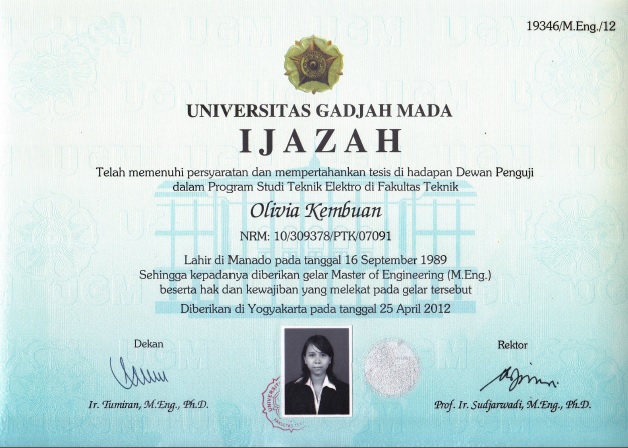 19346/M.Eng./12
UNIVERSITAS GADJAH MADA
IJAZAH
Telah memenuhi persyaratan dan mempertahankan tesis di hadapan Dewan Penguji
dalam Program Studi Teknik Elektro di Fakultas Teknik
Olivia Kembuan
NRM: 10/309378/PTK/07091
Lahir di Manado pada tanggal 16 September 1989
Sehingga kepadanya diberikan gelar Master of Engineering (M.Eng.)
beserta hak dan kewajiban yang melekat pada gelar tersebut
Diberikan di Yogyakarta pada tanggal 25 April 2012
Dekan
Rektor
Ir. Tumiran, M.Eng., Ph.D.
Prof. Ir. Sudjarwadi, M.Eng., Ph.D.